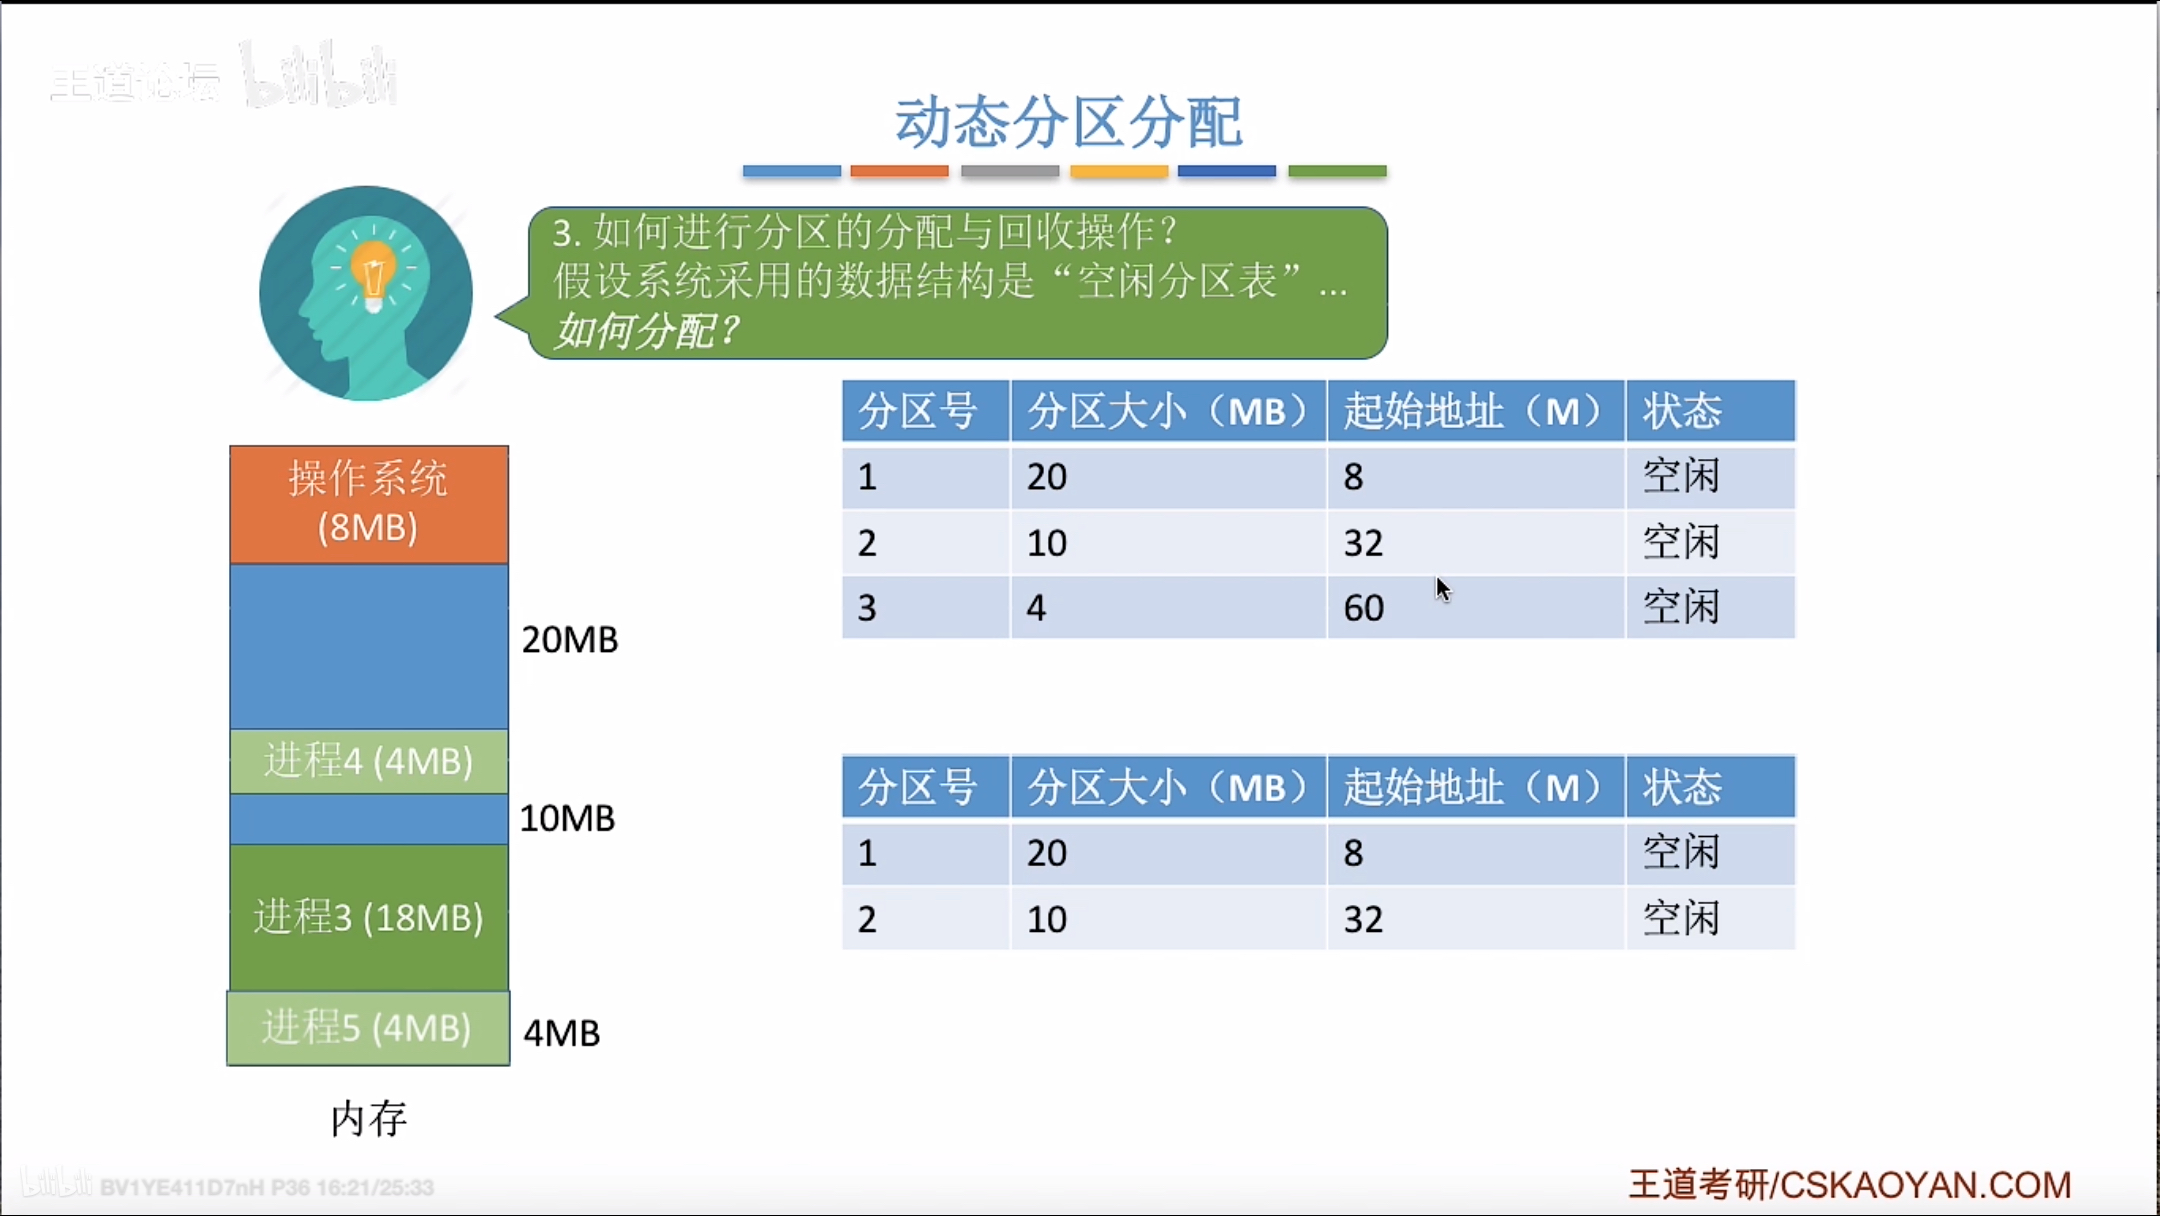 王道论坛 bilibili
动态分区分配
3. 如何进行分区的分配与回收操作？
假设系统采用的数据结构是“空闲分区表”...
如何分配？
操作系统
(8MB)
20MB
进程4 (4MB)
10MB
进程3 (18MB)
进程5 (4MB)
4MB
内存
分区号 分区大小（MB） 起始地址（M） 状态
1 20 8 空闲
2 10 32 空闲
3 4 60 空闲
分区号 分区大小（MB） 起始地址（M） 状态
1 20 8 空闲
2 10 32 空闲
bilibili BV1YE411D7nH P36 16:21/25:33
王道考研/CSKAOYAN.COM